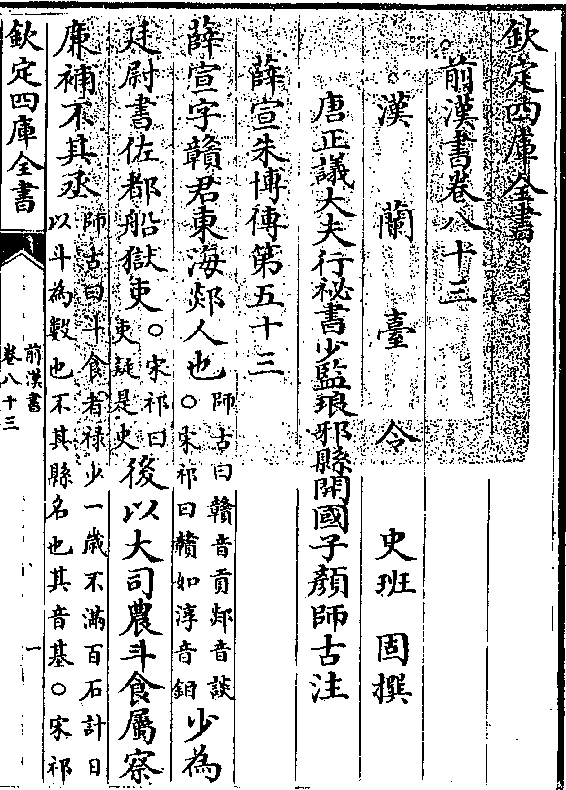 欽定四庫全書
前漢書卷八十三
漢蘭臺令史班固撰
唐正議大夫行祕書少監琅邪縣開國子顏師古注
薛宣朱博傳第五十三
薛宣字贛君東海郯人也師古曰贛音貢郯音談○宋祁曰贛如淳音鈤少為
廷尉書佐都船獄吏○宋祁曰吏疑是史後以大司農斗食屬察
廉補不其丞師古曰斗食者祿少一歲不滿百石計日以斗為數也不其縣名也其音基○宋祁
欽定四庫全書
前漢書
卷八十三
一